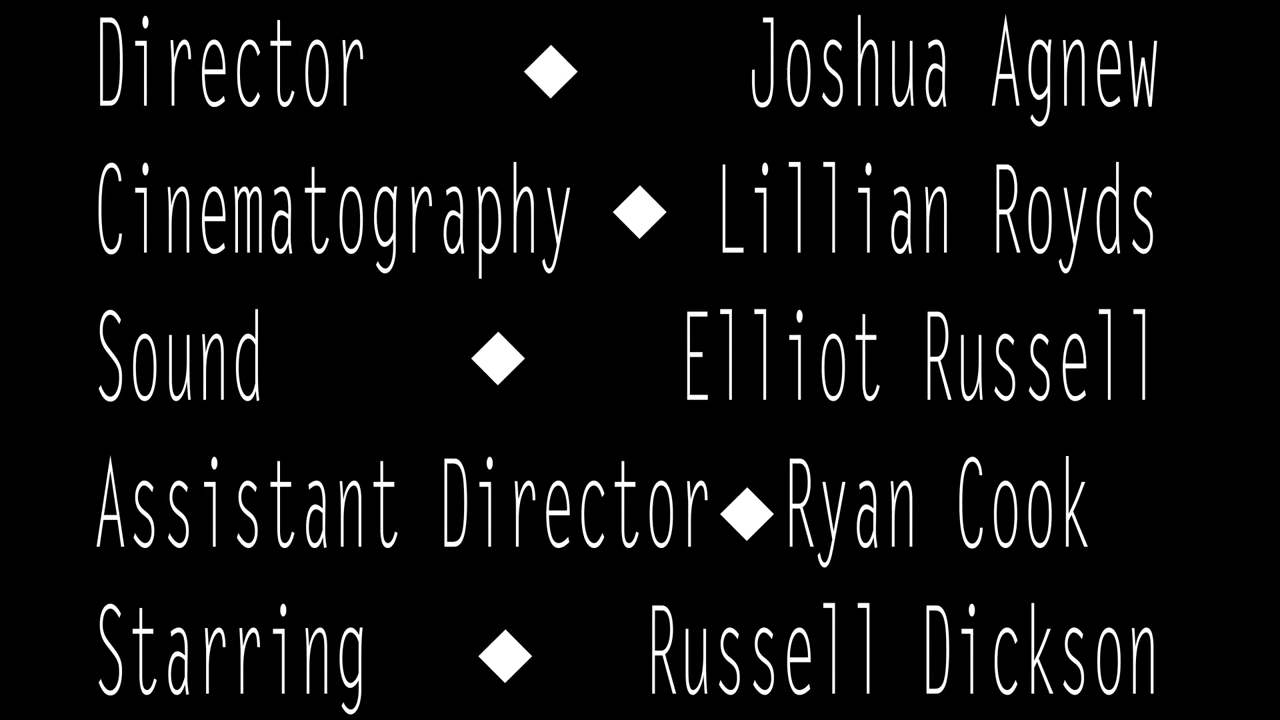 Director ◆ Joshua Agnew
Cinematography ◆ Lillian Royds
Sound ◆ Elliot Russell
Assistant Director ◆ Ryan Cook
Starring ◆ Russell Dickson